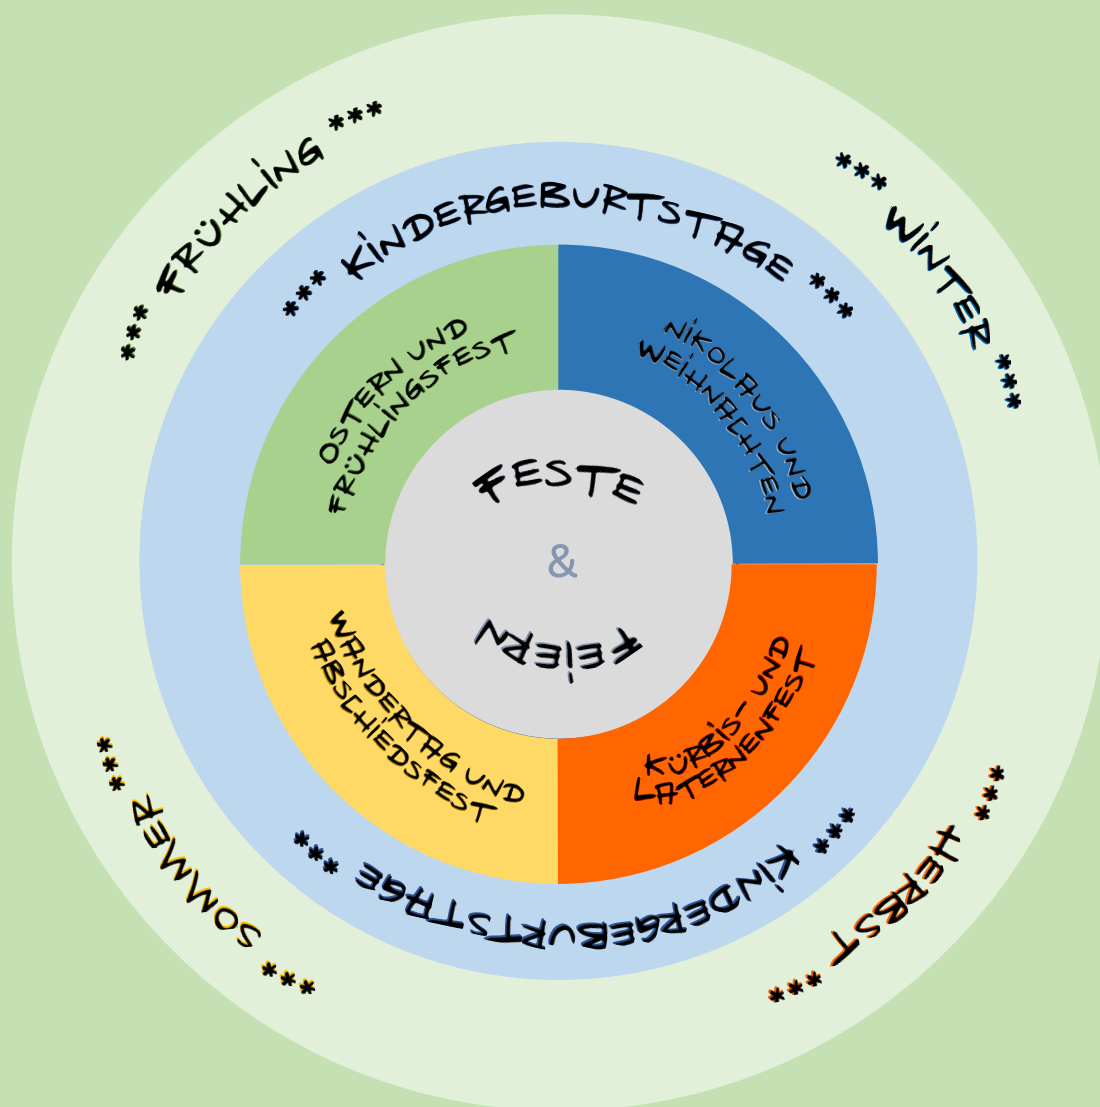 *** FRÜHLING ***
*** WINTER ***
*** KINDERGEBURTSTAGE ***
OSTERN UND
FRÜHLINGSFEST
NIKOLAUS UND
WEIHNACHTEN
FESTE
&
FEIERN
WANDERTAG UND
ABSCHIEDSFEST
KÜRBIS- UND
LATERNENFEST
*** KINDERGEBURTSTAGE ***
*** SOMMER ***
*** HERBST ***